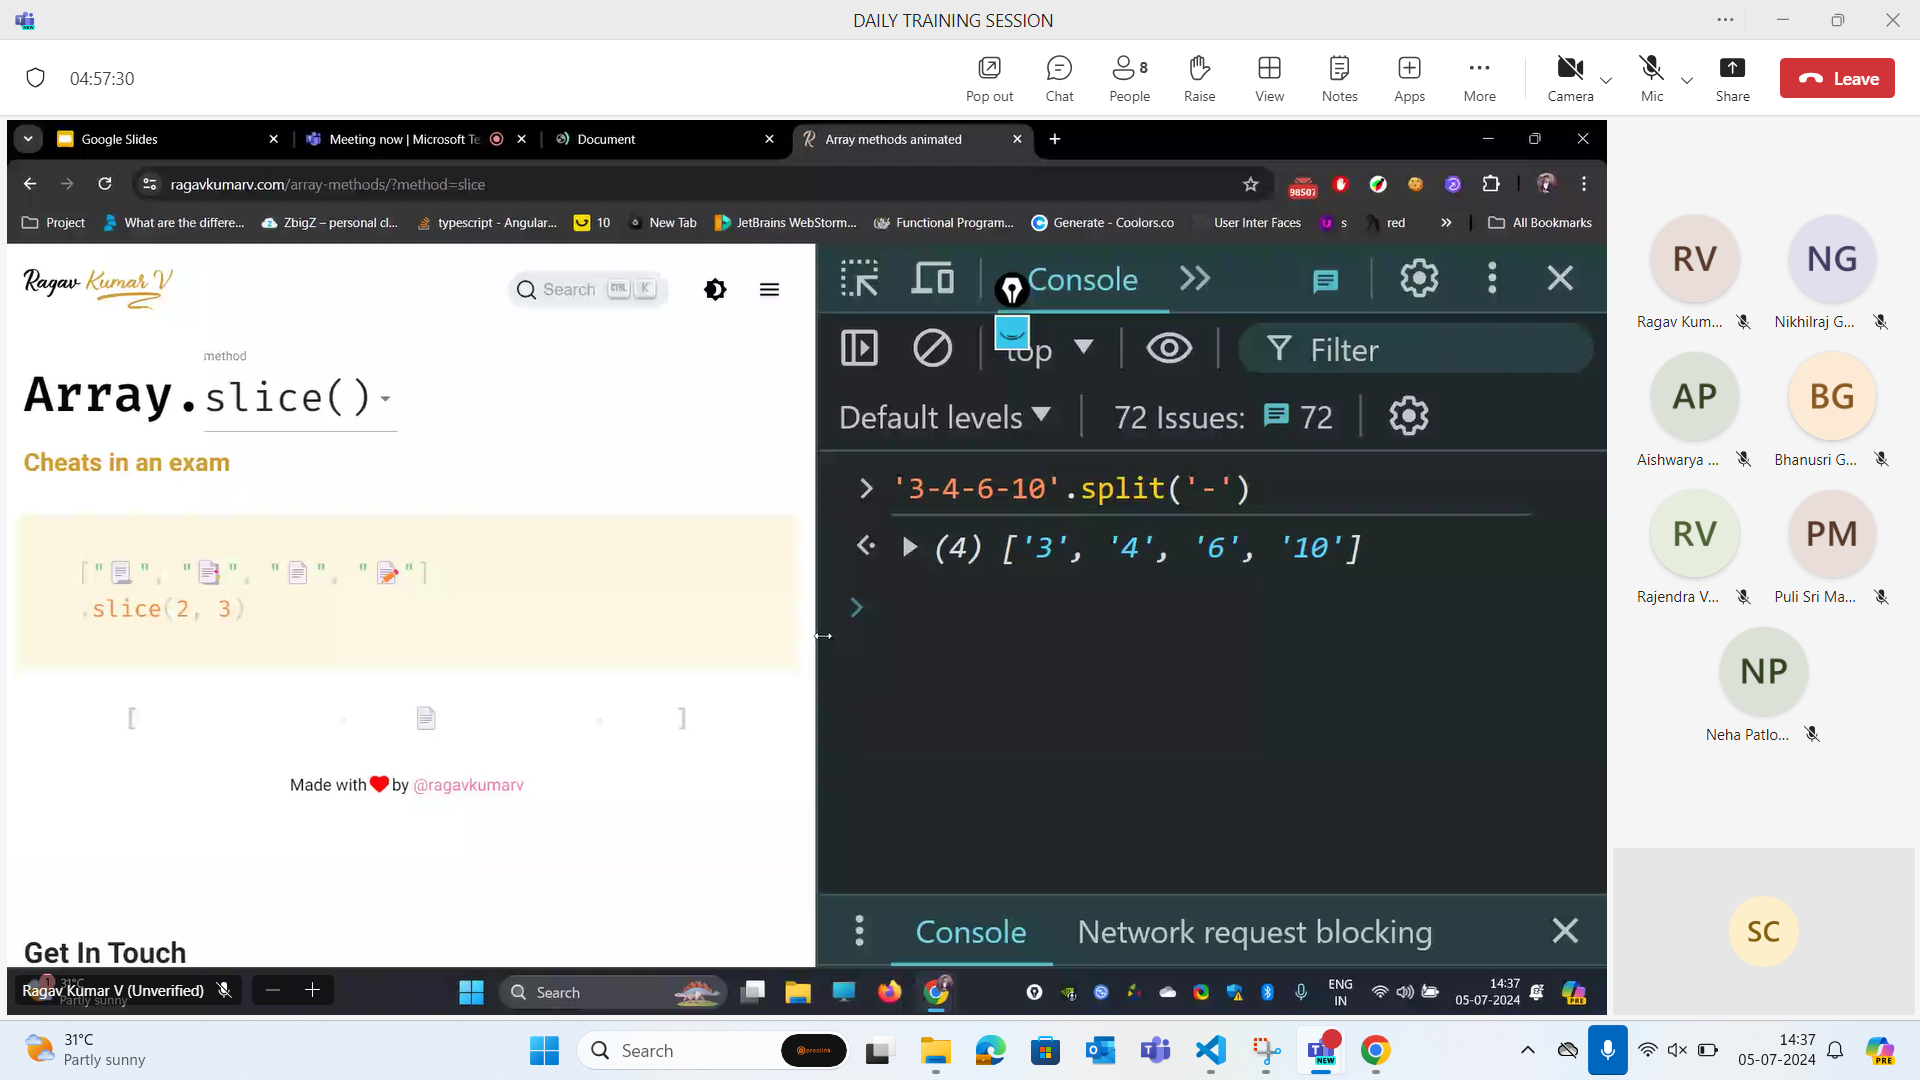 DAILY TRAINING SESSION
04:57:30
Pop out
Chat
8
People
Raise
View
Notes
Apps
More
Camera
Mic
Share
Leave
Google Slides
Meeting now | Microsoft Te
Document
Array methods animated
ragavkumarv.com/array-methods/?method=slice
98507
Project
What are the differe...
ZbigZ – personal cl...
typescript - Angular...
10
New Tab
JetBrains WebStorm...
Functional Program...
Generate - Coolors.co
User Inter Faces
s
red
All Bookmarks
Ragav Kumar V
Search CTRL K
method
Array.slice()
Cheats in an exam
["📃", "📑", "📄", "📝"]
.slice(2, 3)
[ 📄 ]
Made with ❤ by @ragavkumarv
Get In Touch
Console
top
Filter
Default levels
72 Issues: 72
> '3-4-6-10'.split('-')
(4) ['3', '4', '6', '10']
Console
Network request blocking
Ragav Kumar V (Unverified)
31°C
Partly sunny
Search
ENG
IN
14:37
05-07-2024
PRE
RV
Ragav Kum...
NG
Nikhilraj G...
AP
Aishwarya ...
BG
Bhanusri G...
RV
Rajendra V...
PM
Puli Sri Ma...
NP
Neha Patlo...
SC
31°C
Partly sunny
Search
NEW
14:37
05-07-2024
PRE